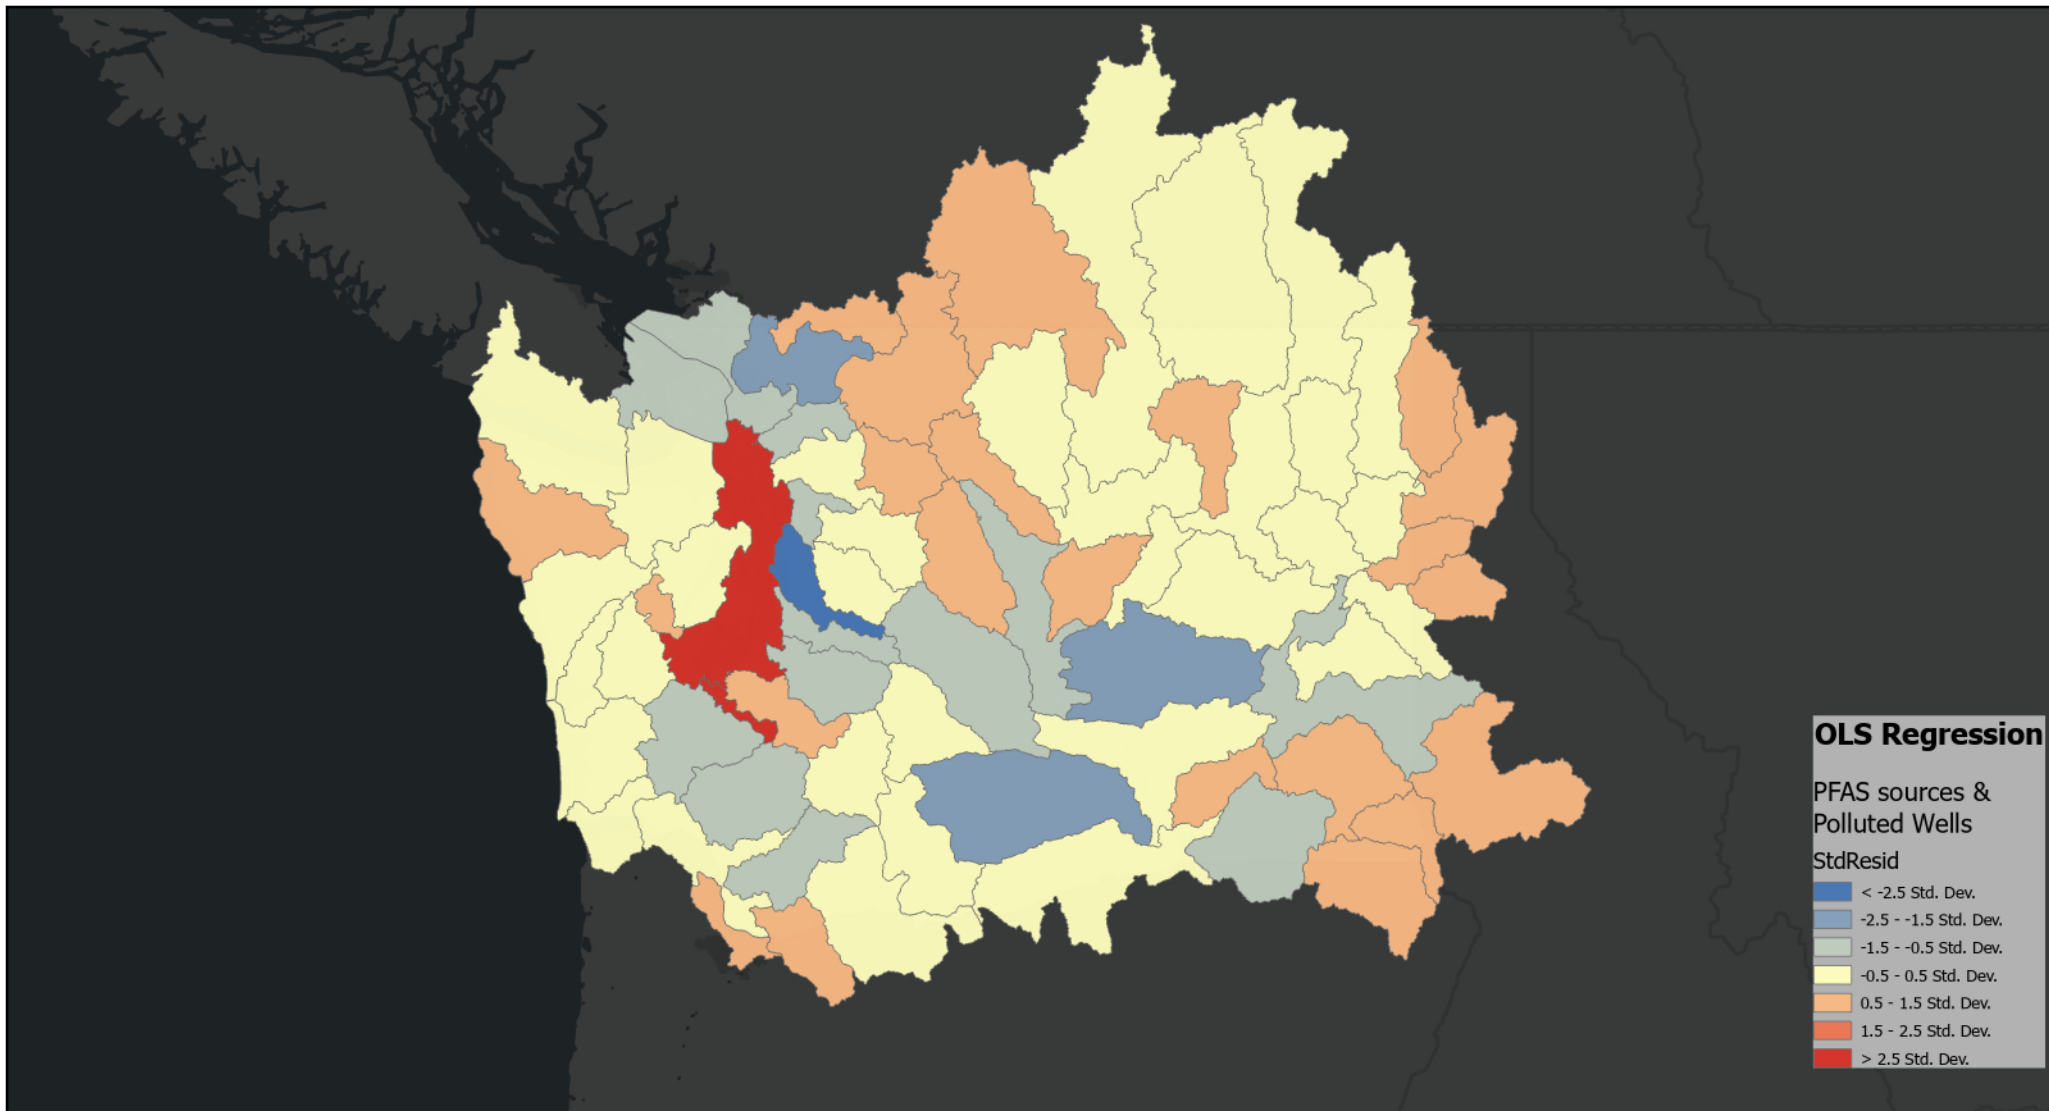 OLS Regression
PFAS sources &
Polluted Wells
StdResid
< -2.5 Std. Dev.
-2.5 - -1.5 Std. Dev.
-1.5 - -0.5 Std. Dev.
-0.5 - 0.5 Std. Dev.
0.5 - 1.5 Std. Dev.
1.5 - 2.5 Std. Dev.
> 2.5 Std. Dev.